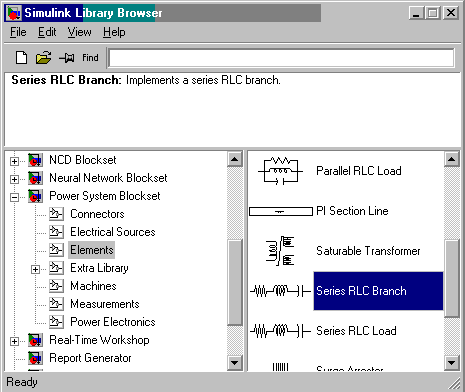 Simulink Library Browser
File Edit View Help
Find
Series RLC Branch: Implements a series RLC branch.
NCD Blockset
Neural Network Blockset
Power System Blockset
Connectors
Electrical Sources
Elements
Extra Library
Machines
Measurements
Power Electronics
Real-Time Workshop
Report Generator
Parallel RLC Load
PI Section Line
Saturable Transformer
Series RLC Branch
Series RLC Load
Surge Arrester
Ready